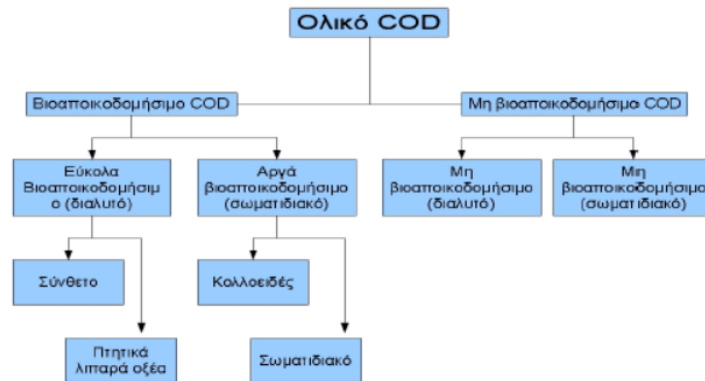 Ολικό COD
Βιοαποικοδομήσιμο COD
Μη βιοαποικοδομήσιμο COD
Εύκολα
Βιοαποικοδομήσιμ
ο (διαλυτό)
Αργά
βιοαποικοδομήσιμο
(σωματιδιακό)
Μη
βιοαποικοδομήσιμο
(διαλυτό)
Μη
βιοαποικοδομήσιμο
(σωματιδιακό)
Σύνθετο
Κολλοειδές
Πτητικά
λιπαρά οξέα
Σωματιδιακό